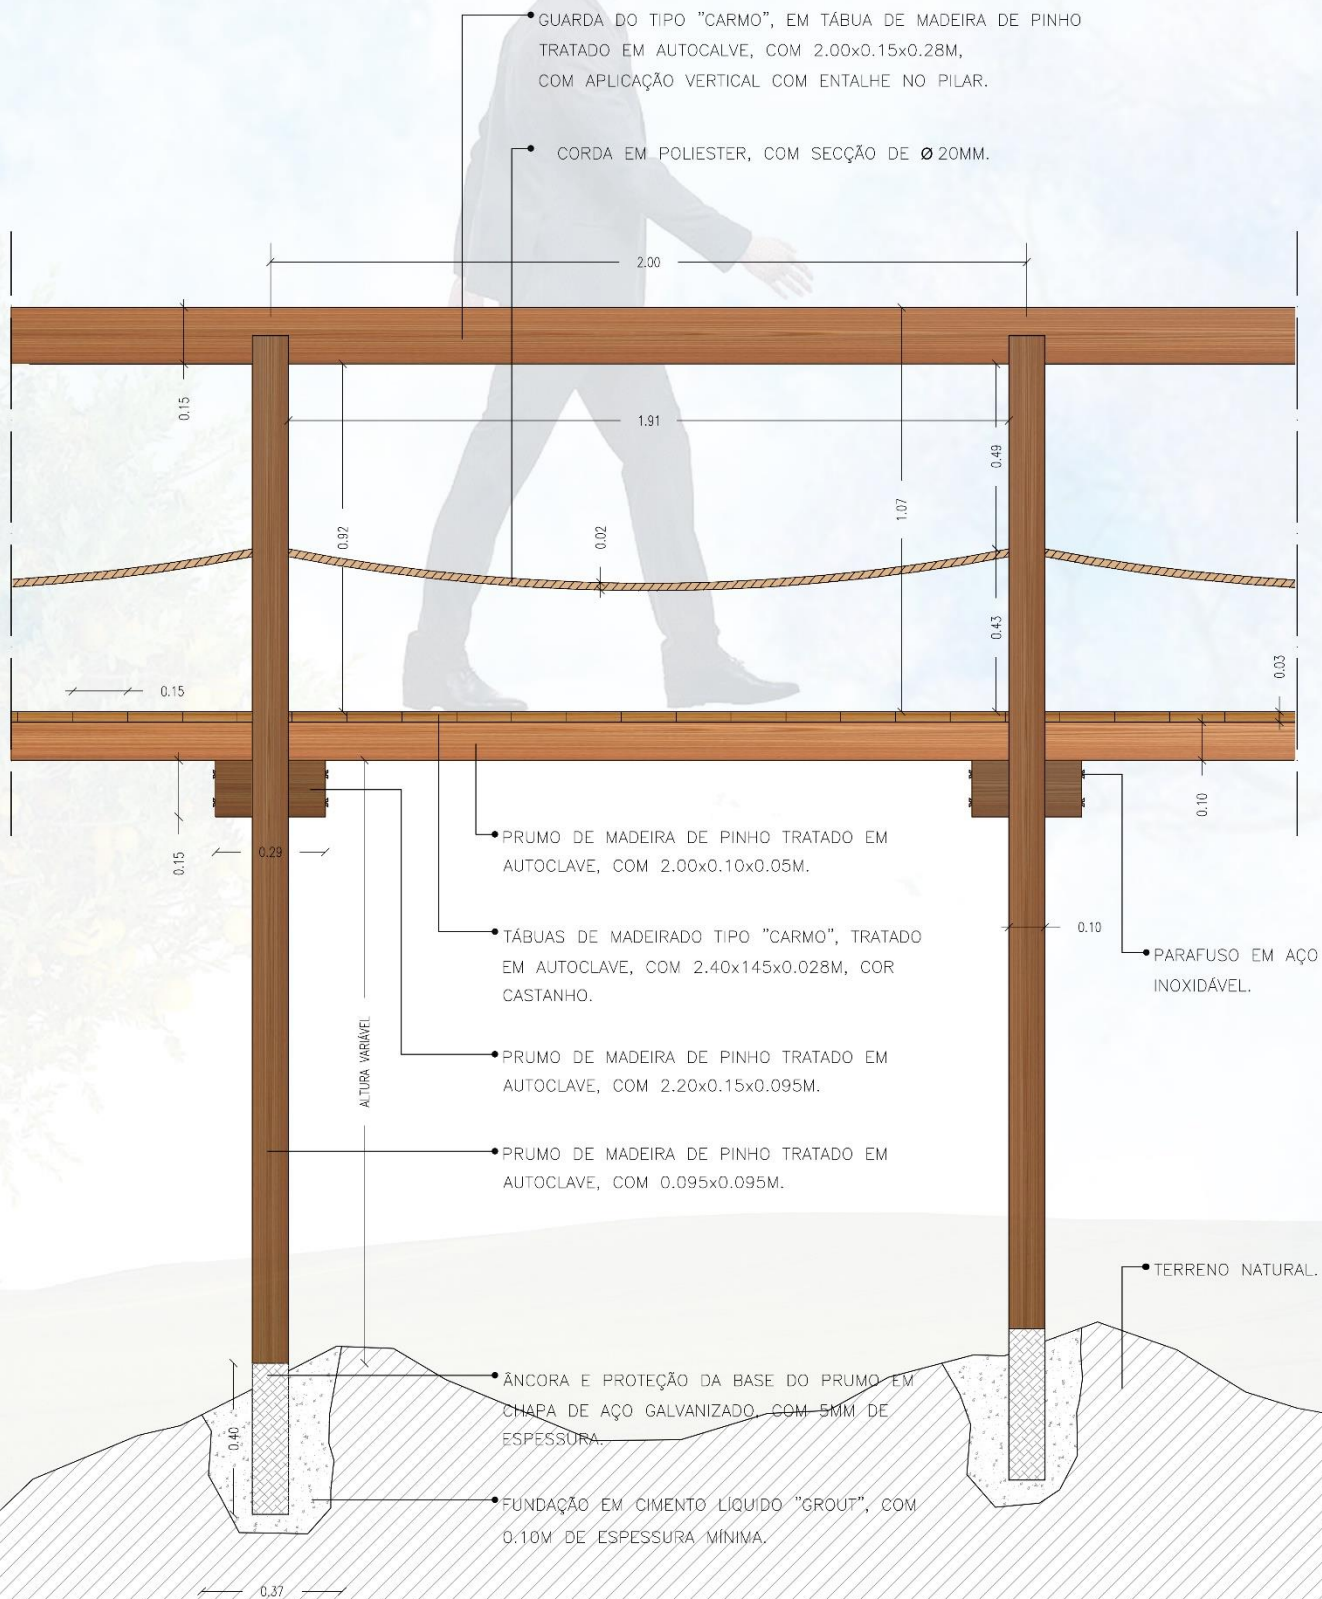 GUARDA DO TIPO "CARMO", EM TÁBUA DE MADEIRA DE PINHO
TRATADO EM AUTOCALVE, COM 2.00x0.15x0.28M,
COM APLICAÇÃO VERTICAL COM ENTALHE NO PILAR.
CORDA EM POLIESTER, COM SECÇÃO DE Ø 20MM.
2.00
0.15
1.91
0.49
1.07
0.92
0.02
0.43
0.03
0.15
0.10
0.15
0.29
PRUMO DE MADEIRA DE PINHO TRATADO EM
AUTOCLAVE, COM 2.00x0.10x0.05M.
TÁBUAS DE MADEIRADO TIPO "CARMO", TRATADO
EM AUTOCLAVE, COM 2.40x145x0.028M, COR
CASTANHO.
0.10
PARAFUSO EM AÇO
INOXIDÁVEL.
ALTURA VARIÁVEL
PRUMO DE MADEIRA DE PINHO TRATADO EM
AUTOCLAVE, COM 2.20x0.15x0.095M.
PRUMO DE MADEIRA DE PINHO TRATADO EM
AUTOCLAVE, COM 0.095x0.095M.
TERRENO NATURAL.
ÂNCORA E PROTEÇÃO DA BASE DO PRUMO EM
CHAPA DE AÇO GALVANIZADO, COM 5MM DE
ESPESSURA.
0.40
FUNDAÇÃO EM CIMENTO LÍQUIDO "GROUT", COM
0.10M DE ESPESSURA MÍNIMA.
0,37